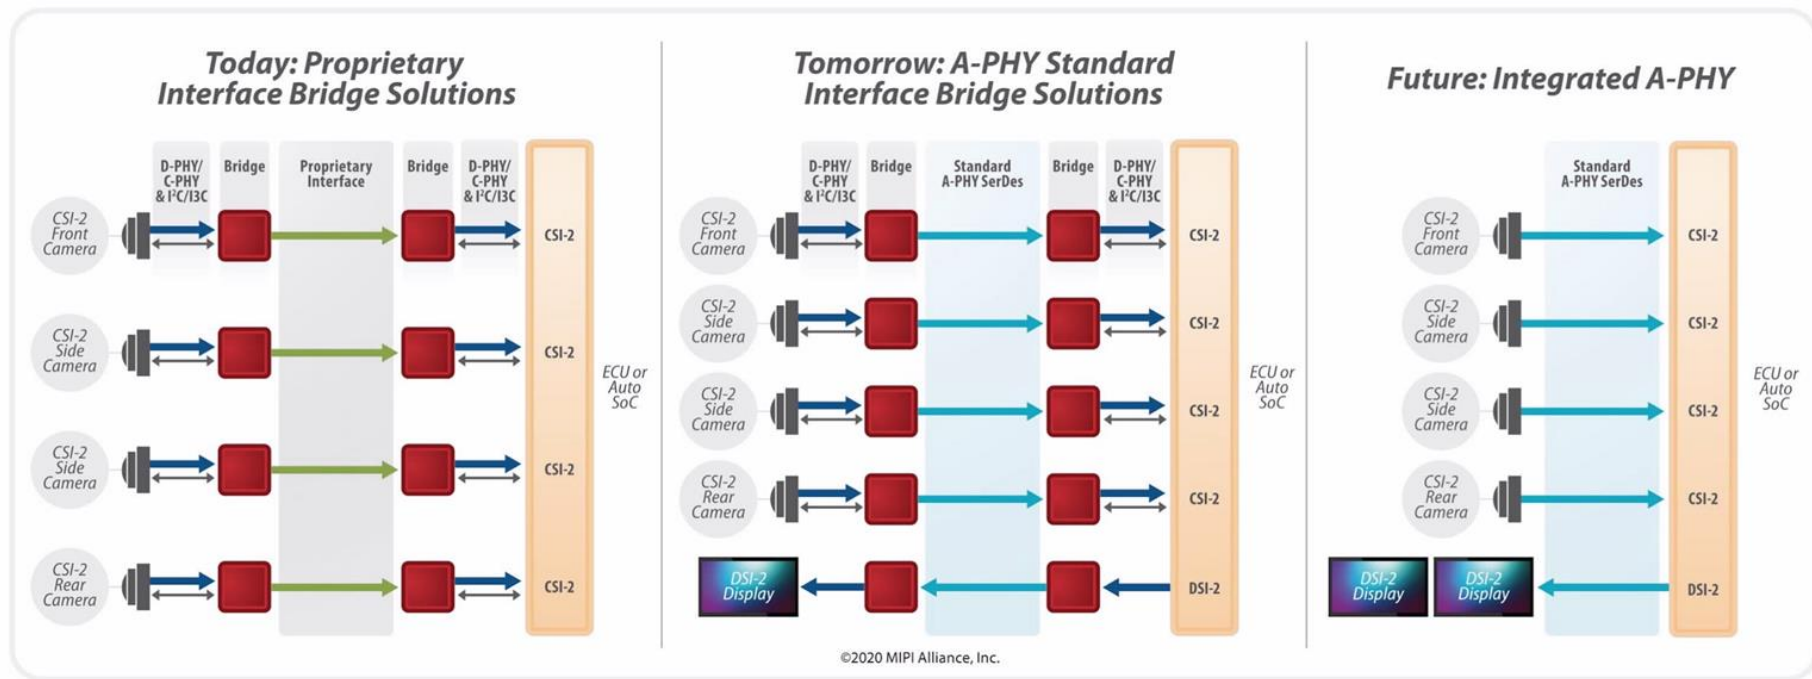 Today: Proprietary
Interface Bridge Solutions
D-PHY/
C-PHY
& I²C/I3C
Bridge
Proprietary
Interface
Bridge
D-PHY/
C-PHY
& I²C/I3C
CSI-2
Front
Camera
CSI-2
CSI-2
Side
Camera
CSI-2
CSI-2
Side
Camera
CSI-2
CSI-2
Rear
Camera
CSI-2
ECU or
Auto
SoC
Tomorrow: A-PHY Standard
Interface Bridge Solutions
D-PHY/
C-PHY
& I²C/I3C
Bridge
Standard
A-PHY SerDes
Bridge
D-PHY/
C-PHY
& I²C/I3C
CSI-2
Front
Camera
CSI-2
CSI-2
Side
Camera
CSI-2
CSI-2
Side
Camera
CSI-2
CSI-2
Rear
Camera
CSI-2
DSI-2
Display
DSI-2
ECU or
Auto
SoC
Future: Integrated A-PHY
Standard
A-PHY SerDes
CSI-2
Front
Camera
CSI-2
CSI-2
Side
Camera
CSI-2
CSI-2
Side
Camera
CSI-2
CSI-2
Rear
Camera
CSI-2
DSI-2
Display
DSI-2
Display
DSI-2
ECU or
Auto
SoC
©2020 MIPI Alliance, Inc.